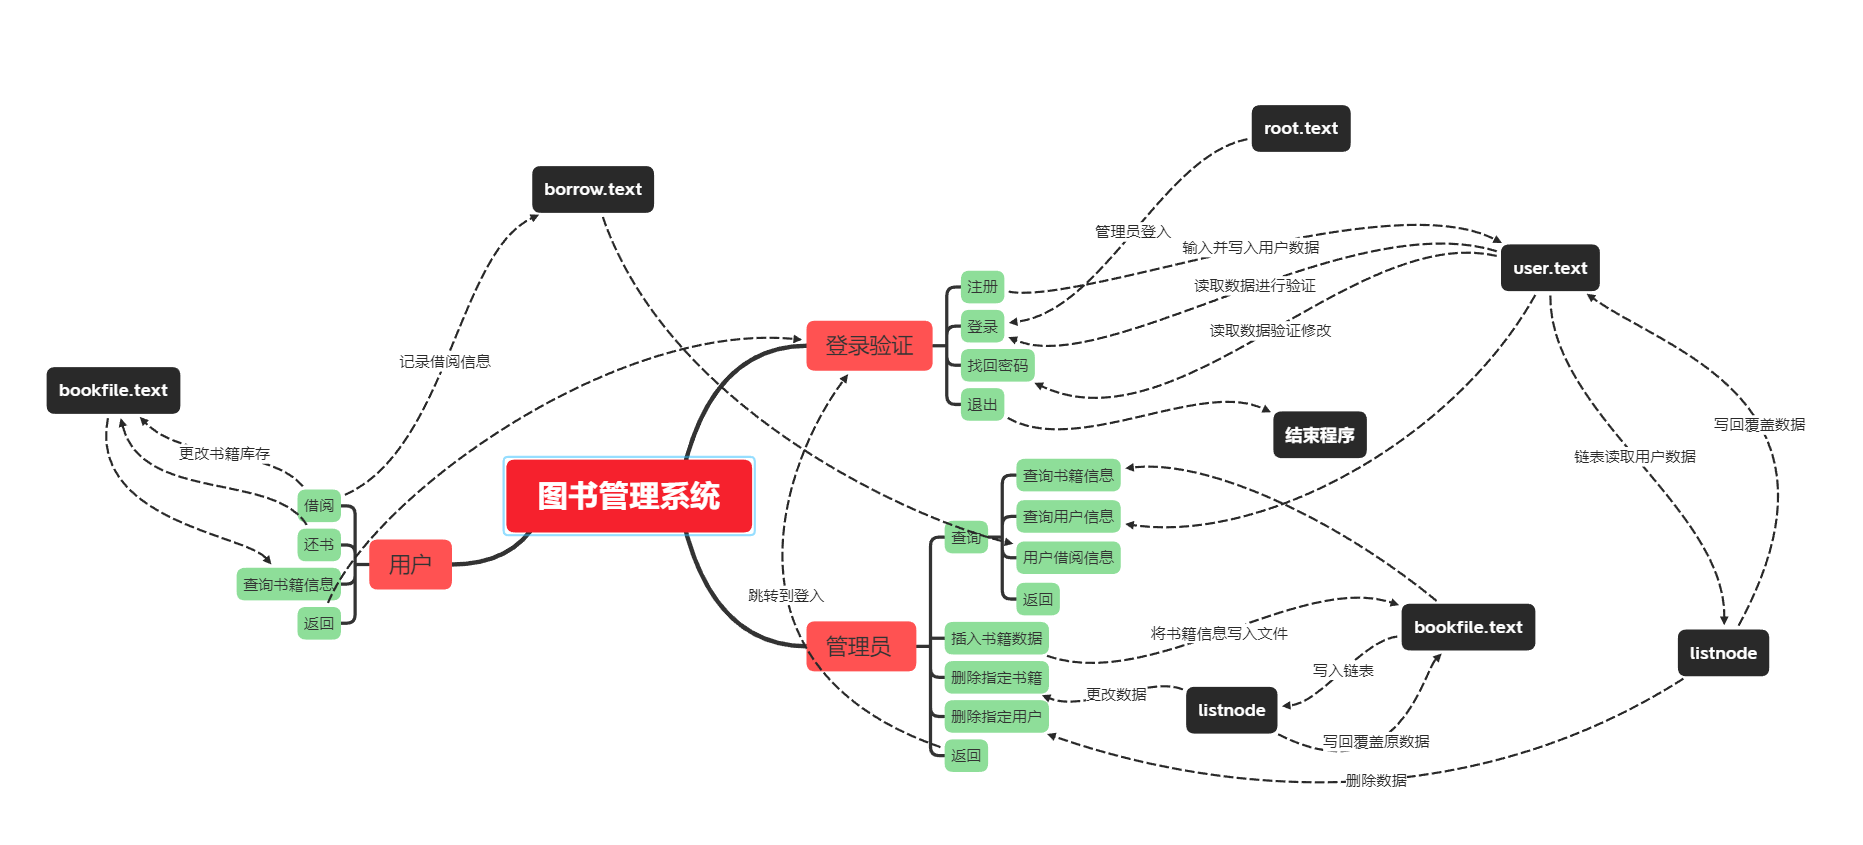 root.text
borrow.text
管理员登入
输入并写入用户数据
user.text
注册
读取数据进行验证
登录
读取数据验证修改
登录验证
找回密码
记录借阅信息
bookfile.text
退出
结束程序
写回覆盖数据
更改书籍库存
链表读取用户数据
查询书籍信息
图书管理系统
借阅
查询用户信息
查询
还书
用户
用户借阅信息
查询书籍信息
跳转到登入
返回
返回
bookfile.text
将书籍信息写入文件
插入书籍数据
管理员
listnode
写入链表
删除指定书籍
更改数据
listnode
删除指定用户
写回覆盖原数据
返回
删除数据